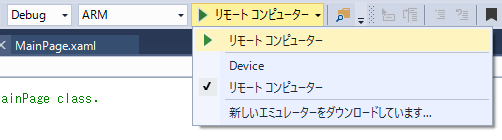 Debug ARM リモート コンピューター
リモート コンピューター
MainPage.xaml
Device
リモート コンピューター
ainPage class.
新しいエミュレーターをダウンロードしています...